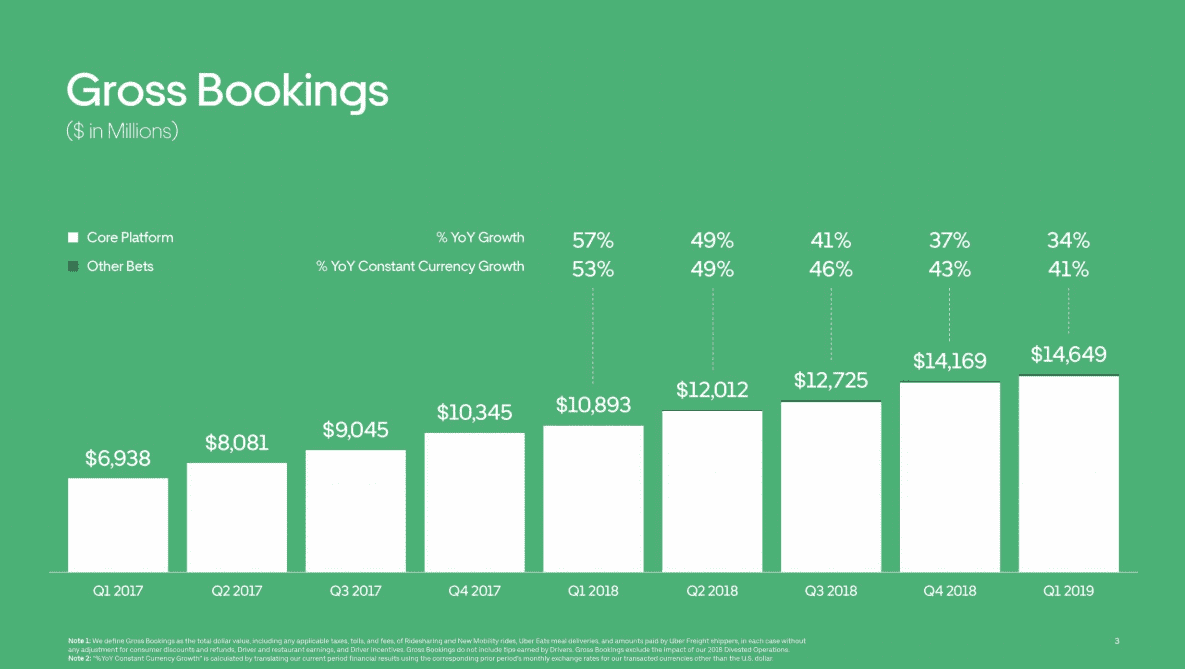 Gross Bookings
($ in Millions)
Core Platform
Other Bets
% YoY Growth 57% 49% 41% 37% 34%
% YoY Constant Currency Growth 53% 49% 46% 43% 41%
$6,938 $8,081 $9,045 $10,345 $10,893 $12,012 $12,725 $14,169 $14,649
Q1 2017 Q2 2017 Q3 2017 Q4 2017 Q1 2018 Q2 2018 Q3 2018 Q4 2018 Q1 2019
Note 1: We define Gross Bookings as the total dollar value, including any applicable taxes, tolls, and fees, of Ridesharing and New Mobility rides, Uber Eats meal deliveries, and amounts paid by Uber Freight shippers, in each case without
any adjustment for consumer discounts and refunds, Driver and restaurant earnings, and Driver incentives. Gross Bookings do not include tips earned by Drivers. Gross Bookings exclude the impact of our 2018 Divested Operations.
Note 2: "%YoY Constant Currency Growth" is calculated by translating our current period financial results using the corresponding prior period's monthly exchange rates for our transacted currencies other than the U.S. dollar.
3